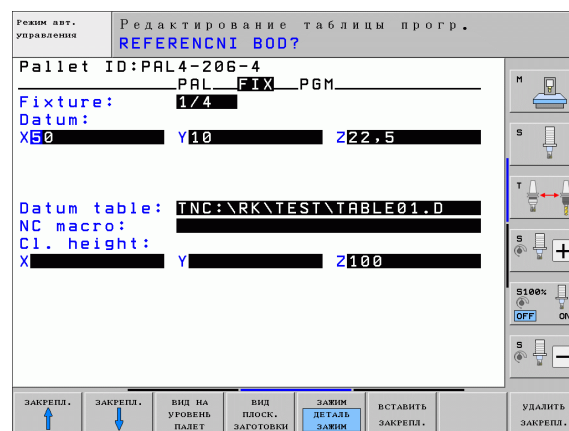 Режим авт.
управления
Редактирование таблицы прогр.
REFERENCNI BOD?
Pallet ID:PAL4-206-4
PAL FIX PGM
Fixture: 1/4
Datum:
X50 Y10 Z22,5
Datum table: TNC:\RK\TEST\TABLE01.D
NC macro:
Cl. height:
X Y Z100
M
S
T
S
S100%
OFF ON
S
ЗАКРЕПЛ.
ЗАКРЕПЛ.
ВИД НА
УРОВЕНЬ
ПАЛЕТ
ВИД
ПЛОСК.
ЗАГОТОВКИ
ЗАЖИМ
ДЕТАЛЬ
ЗАЖИМ
ВСТАВИТЬ
ЗАКРЕПЛ.
УДАЛИТЬ
ЗАКРЕПЛ.